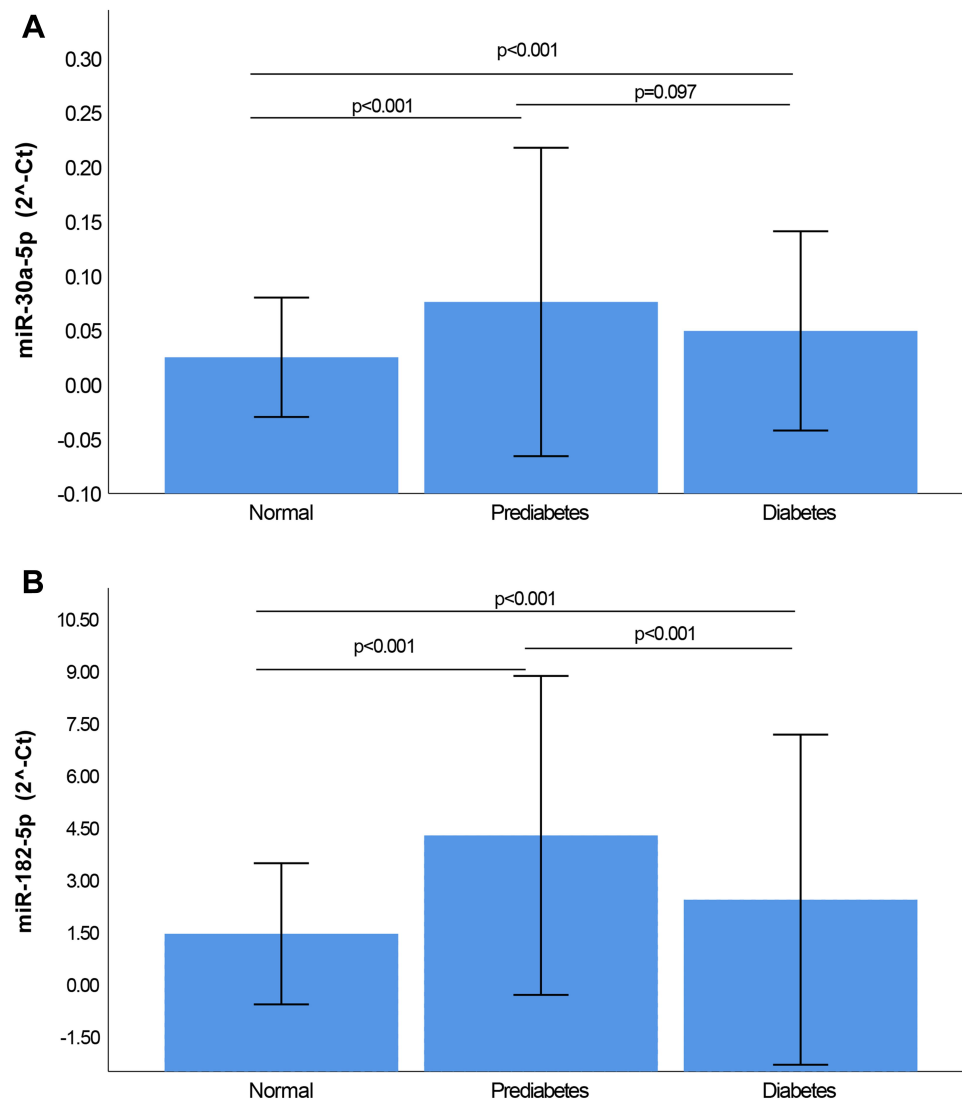 A
p<0.001
p<0.001
p=0.097
miR-30a-5p (2^-Ct)
0.30
0.25
0.20
0.15
0.10
0.05
0.00
-0.05
-0.10
Normal
Prediabetes
Diabetes
B
p<0.001
p<0.001
p<0.001
miR-182-5p (2^-Ct)
10.50
9.00
7.50
6.00
4.50
3.00
1.50
0.00
-1.50
Normal
Prediabetes
Diabetes